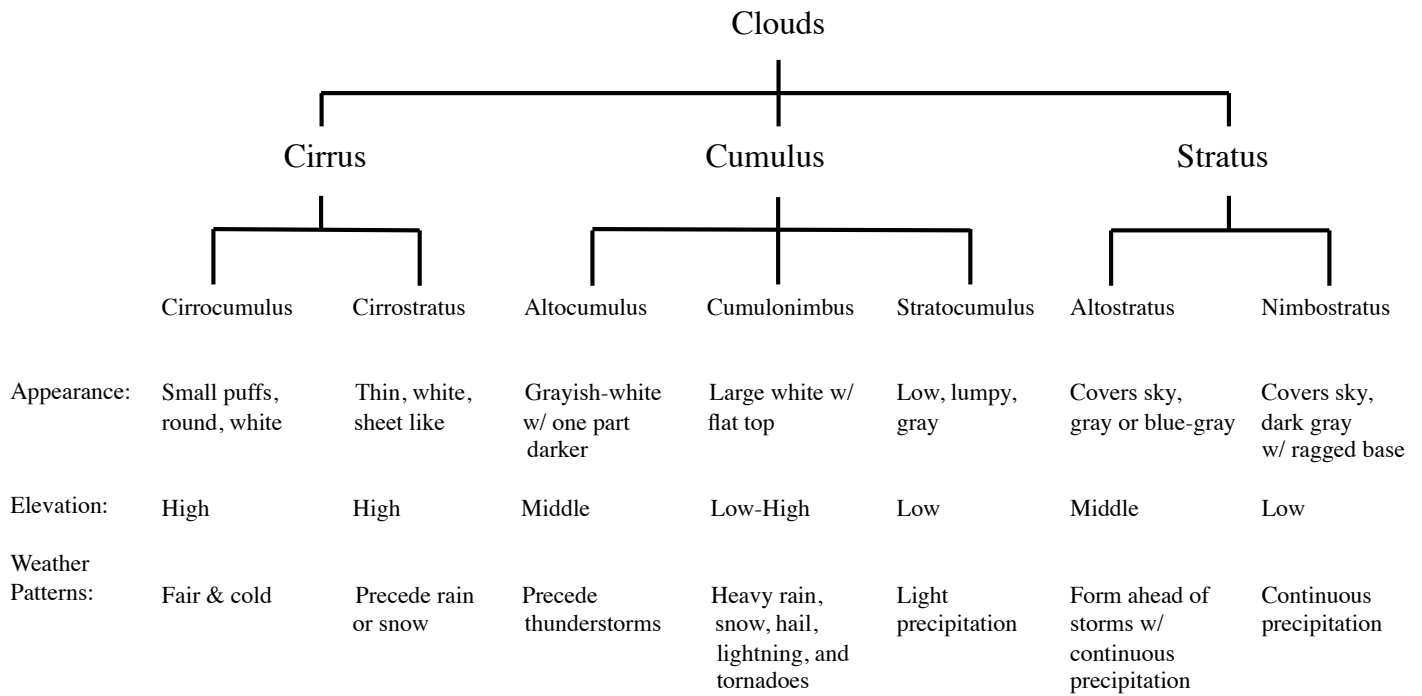 Clouds
Cirrus Cumulus Stratus
Cirrocumulus Cirrostratus Altocumulus Cumulonimbus Stratocumulus Altostratus Nimbostratus
Appearance: Small puffs, Thin, white, Grayish-white Large white w/ Low, lumpy, Covers sky, Covers sky,
round, white sheet like w/ one part flat top gray gray or blue-gray dark gray
darker w/ ragged base
Elevation: High High Middle Low-High Low Middle Low
Weather
Patterns: Fair & cold Precede rain Precede Heavy rain, Light Form ahead of Continuous
or snow thunderstorms snow, hail, precipitation storms w/ precipitation
lightning, and continuous
tornadoes precipitation